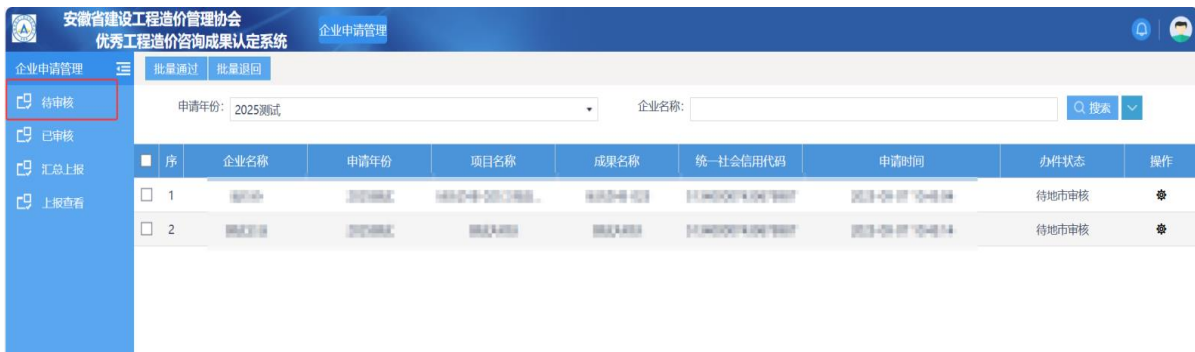 安徽省建设工程造价管理协会
优秀工程造价咨询成果认定系统
企业申请管理
企业申请管理
批量通过 批量退回
待审核
申请年份: 2025测试 企业名称: 搜索
已审核
汇总上报
上报查看
序 企业名称 申请年份 项目名称 成果名称 统一社会信用代码 申请时间 办件状态 操作
1 待地市审核
2 待地市审核